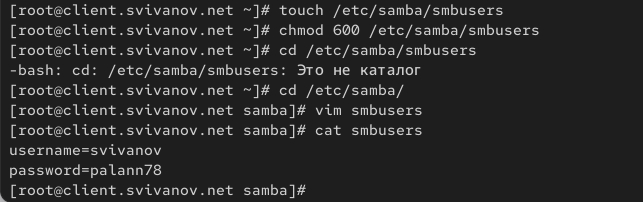 [root@client.svivanov.net ~]# touch /etc/samba/smbusers
[root@client.svivanov.net ~]# chmod 600 /etc/samba/smbusers
[root@client.svivanov.net ~]# cd /etc/samba/smbusers
-bash: cd: /etc/samba/smbusers: Это не каталог
[root@client.svivanov.net ~]# cd /etc/samba/
[root@client.svivanov.net samba]# vim smbusers
[root@client.svivanov.net samba]# cat smbusers
username=svivanov
password=palann78
[root@client.svivanov.net samba]#